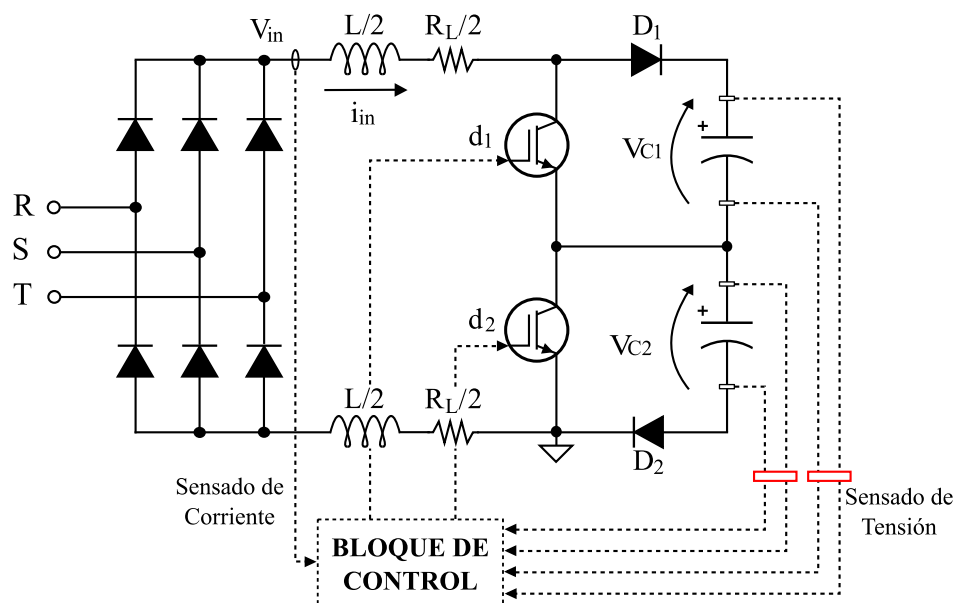 Vin
L/2
RL/2
D1
iin
d1
+
VC1
R
S
T
d2
+
VC2
L/2
RL/2
D2
Sensado de
Corriente
Sensado de
Tensión
BLOQUE DE
CONTROL